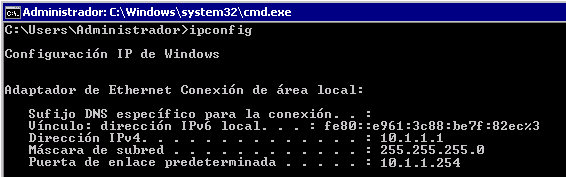 Administrador: C:\Windows\system32\cmd.exe
C:\Users\Administrador>ipconfig
Configuración IP de Windows
Adaptador de Ethernet Conexión de área local:
Sufijo DNS específico para la conexión. . :
Vínculo: dirección IPv6 local. . . : fe80::e961:3c88:be7f:82ec%3
Dirección IPv4. . . . . . . . . . . . . . : 10.1.1.1
Máscara de subred . . . . . . . . . . . . : 255.255.255.0
Puerta de enlace predeterminada . . . . . : 10.1.1.254